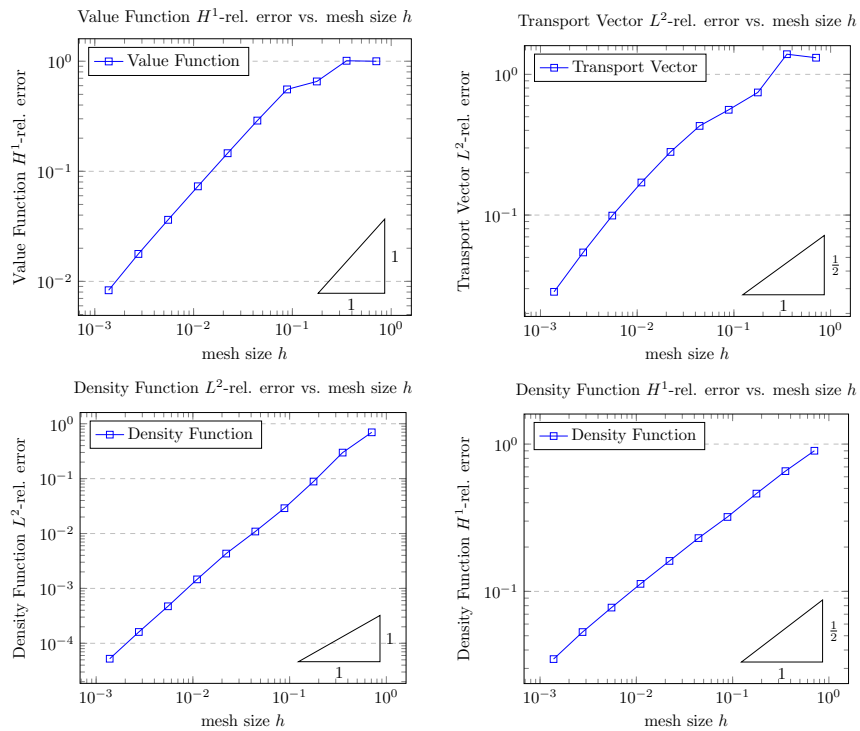 Value Function H¹-rel. error vs. mesh size h
Value Function H¹-rel. error
10⁰
10⁻¹
10⁻²
Value Function
1
1
10⁻³ 10⁻² 10⁻¹ 10⁰
mesh size h
Transport Vector L²-rel. error vs. mesh size h
Transport Vector L²-rel. error
10⁰
10⁻¹
Transport Vector
1/2
1
10⁻³ 10⁻² 10⁻¹ 10⁰
mesh size h
Density Function L²-rel. error vs. mesh size h
Density Function L²-rel. error
10⁰
10⁻¹
10⁻²
10⁻³
10⁻⁴
Density Function
1
1
10⁻³ 10⁻² 10⁻¹ 10⁰
mesh size h
Density Function H¹-rel. error vs. mesh size h
Density Function H¹-rel. error
10⁰
10⁻¹
Density Function
1/2
1
10⁻³ 10⁻² 10⁻¹ 10⁰
mesh size h